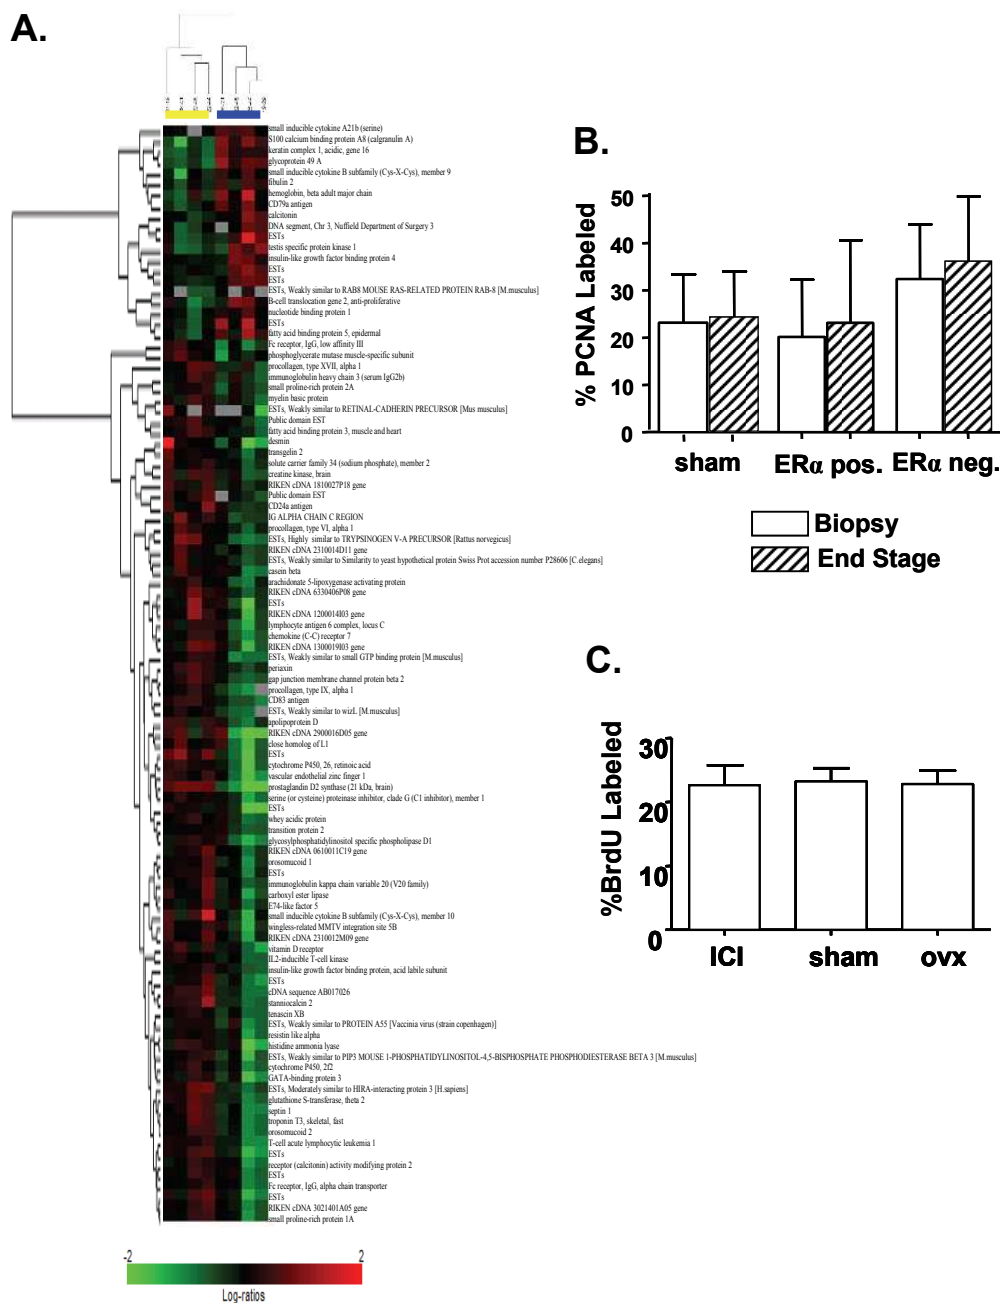 A.
small inducible cytokine A21b (serine)
S100 calcium binding protein A8 (calgranulin A)
keratin complex 1, acidic, gene 16
glycoprotein 49 A
small inducible cytokine B subfamily (Cys-X-Cys), member 9
fibulin 2
hemoglobin, beta adult major chain
CD79a antigen
calcitonin
DNA segment, Chr 3, Nuffield Department of Surgery 3
ESTs
testis specific protein kinase 1
insulin-like growth factor binding protein 4
ESTs
ESTs
ESTs, Weakly similar to RAB8 MOUSE RAS-RELATED PROTEIN RAB-8 [M.musculus]
B-cell translocation gene 2, anti-proliferative
nucleotide binding protein 1
ESTs
fatty acid binding protein 5, epidermal
Fc receptor, IgG, low affinity III
phosphoglycerate mutase muscle-specific subunit
procollagen, type XVII, alpha 1
immunoglobulin heavy chain 3 (serum IgG2b)
small proline-rich protein 2A
myelin basic protein
ESTs, Weakly similar to RETINAL-CADHERIN PRECURSOR [Mus musculus]
Public domain EST
fatty acid binding protein 3, muscle and heart
desmin
transgelin 2
solute carrier family 34 (sodium phosphate), member 2
creatine kinase, brain
RIKEN cDNA 1810027P18 gene
Public domain EST
CD24a antigen
IG ALPHA CHAIN C REGION
procollagen, type VI, alpha 1
ESTs, Highly similar to TRYPSINOGEN V-A PRECURSOR [Rattus norvegicus]
RIKEN cDNA 2310014D11 gene
ESTs, Weakly similar to Similarity to yeast hypothetical protein Swiss Prot accession number P28606 [C.elegans]
casein beta
arachidonate 5-lipoxygenase activating protein
RIKEN cDNA 6330406P08 gene
ESTs
RIKEN cDNA 1200014I03 gene
lymphocyte antigen 6 complex, locus C
chemokine (C-C) receptor 7
RIKEN cDNA 1300019I03 gene
ESTs, Weakly similar to small GTP binding protein [M.musculus]
periaxin
gap junction membrane channel protein beta 2
procollagen, type IX, alpha 1
CD83 antigen
ESTs, Weakly similar to wizL [M.musculus]
apolipoprotein D
RIKEN cDNA 2900016D05 gene
close homolog of L1
ESTs
cytochrome P450, 26, retinoic acid
vascular endothelial zinc finger 1
prostaglandin D2 synthase (21 kDa, brain)
serine (or cysteine) proteinase inhibitor, clade G (C1 inhibitor), member 1
ESTs
whey acidic protein
transition protein 2
glycosylphosphatidylinositol specific phospholipase D1
RIKEN cDNA 0610011C19 gene
orosomucoid 1
ESTs
immunoglobulin kappa chain variable 20 (V20 family)
carboxyl ester lipase
E74-like factor 5
small inducible cytokine B subfamily (Cys-X-Cys), member 10
wingless-related MMTV integration site 5B
RIKEN cDNA 2310012M09 gene
vitamin D receptor
IL2-inducible T-cell kinase
insulin-like growth factor binding protein, acid labile subunit
ESTs
cDNA sequence AB017026
stanniocalcin 2
tenascin XB
ESTs, Weakly similar to PROTEIN A55 [Vaccinia virus (strain copenhagen)]
resistin like alpha
histidine ammonia lyase
ESTs, Weakly similar to PIP3 MOUSE 1-PHOSPHATIDYLINOSITOL-4,5-BISPHOSPHATE PHOSPHODIESTERASE BETA 3 [M.musculus]
cytochrome P450, 2f2
GATA-binding protein 3
ESTs, Moderately similar to HIRA-interacting protein 3 [H.sapiens]
glutathione S-transferase, theta 2
septin 1
troponin T3, skeletal, fast
orosomucoid 2
T-cell acute lymphocytic leukemia 1
ESTs
receptor (calcitonin) activity modifying protein 2
ESTs
Fc receptor, IgG, alpha chain transporter
ESTs
RIKEN cDNA 3021401A05 gene
small proline-rich protein 1A
-2
2
Log-ratios
B.
% PCNA Labeled
50
40
30
20
10
0
sham
ERα pos.
ERα neg.
Biopsy
End Stage
C.
%BrdU Labeled
30
20
10
0
ICI
sham
ovx